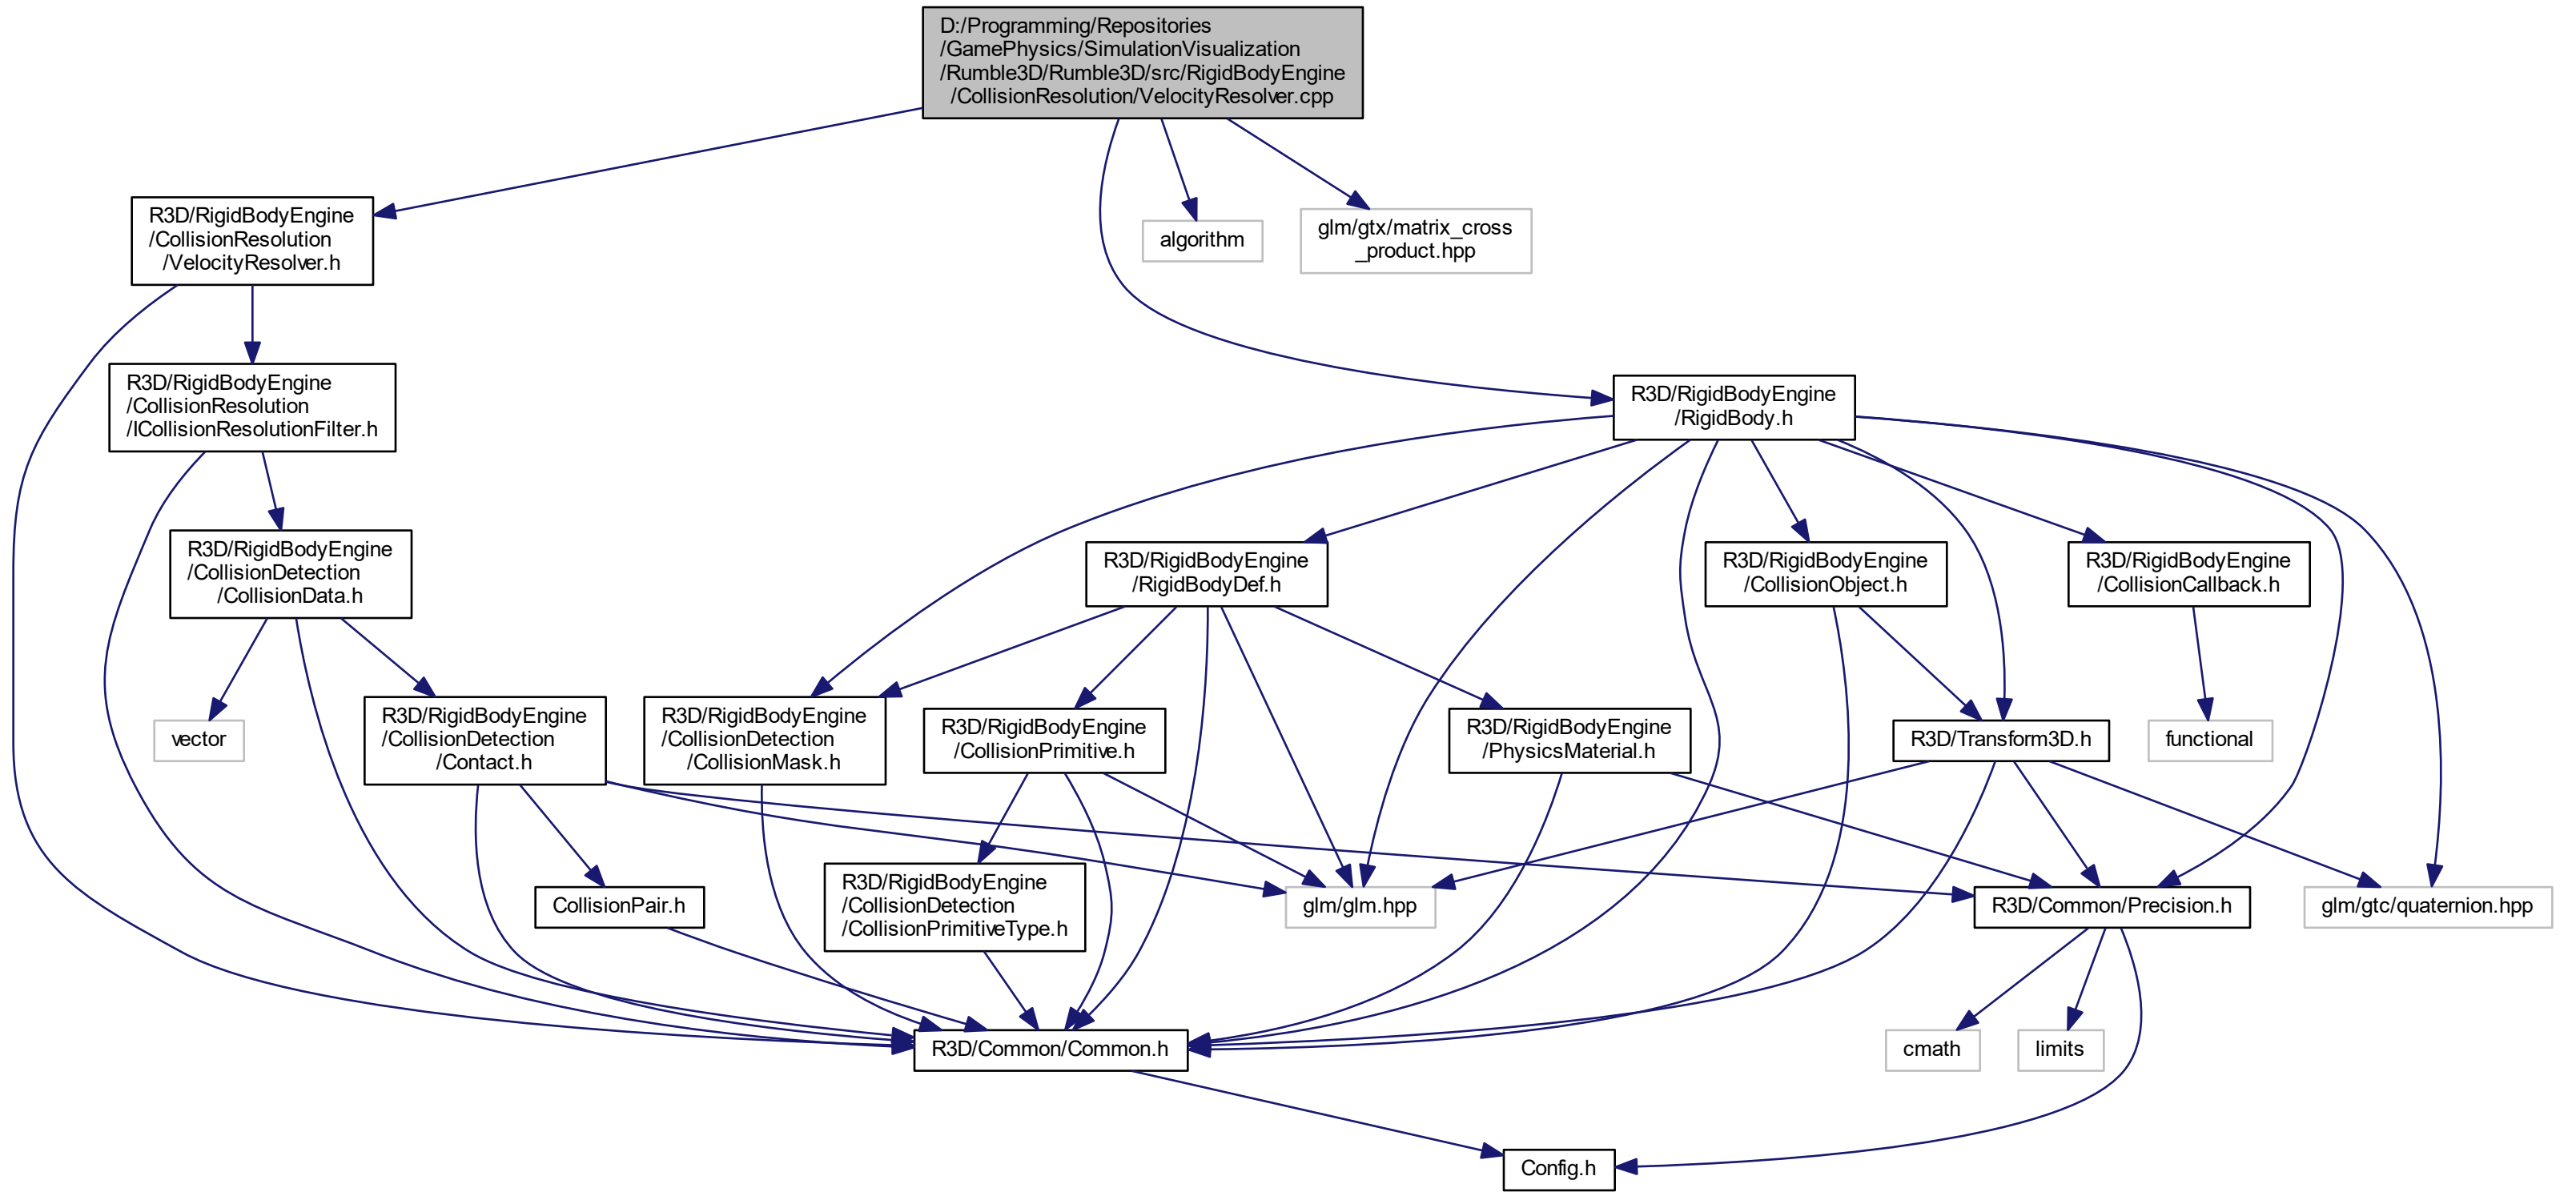 D:/Programming/Repositories
/GamePhysics/SimulationVisualization
/Rumble3D/Rumble3D/src/RigidBodyEngine
/CollisionResolution/VelocityResolver.cpp
R3D/RigidBodyEngine
/CollisionResolution
/VelocityResolver.h
algorithm
glm/gtx/matrix_cross
_product.hpp
R3D/RigidBodyEngine
/CollisionResolution
/ICollisionResolutionFilter.h
R3D/RigidBodyEngine
/RigidBody.h
R3D/RigidBodyEngine
/CollisionDetection
/CollisionData.h
R3D/RigidBodyEngine
/RigidBodyDef.h
R3D/RigidBodyEngine
/CollisionObject.h
R3D/RigidBodyEngine
/CollisionCallback.h
vector
R3D/RigidBodyEngine
/CollisionDetection
/Contact.h
R3D/RigidBodyEngine
/CollisionDetection
/CollisionMask.h
R3D/RigidBodyEngine
/CollisionPrimitive.h
R3D/RigidBodyEngine
/PhysicsMaterial.h
R3D/Transform3D.h
functional
CollisionPair.h
R3D/RigidBodyEngine
/CollisionDetection
/CollisionPrimitiveType.h
glm/glm.hpp
R3D/Common/Precision.h
glm/gtc/quaternion.hpp
R3D/Common/Common.h
cmath
limits
Config.h